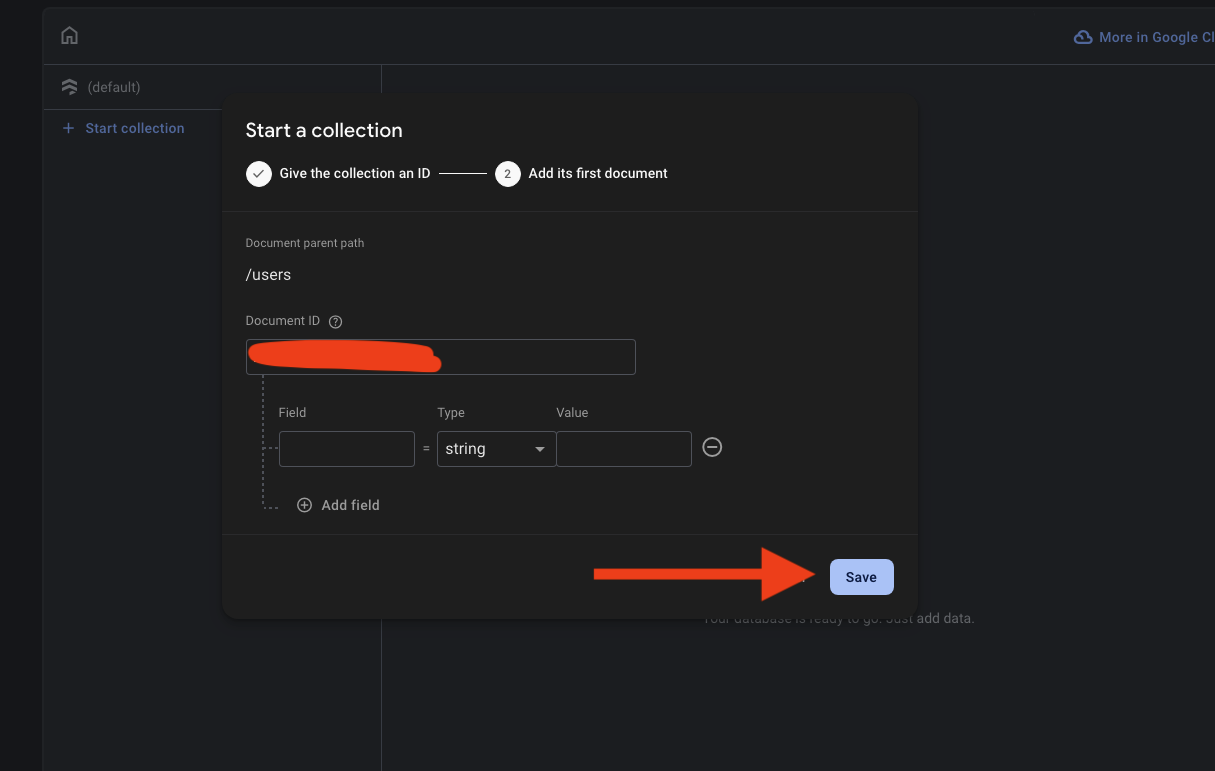 More in Google Cl
(default)
+ Start collection
Start a collection
Give the collection an ID
2 Add its first document
Document parent path
/users
Document ID ?
Field Type Value
= string
Add field
Save
Your database is ready to go. Just add data.